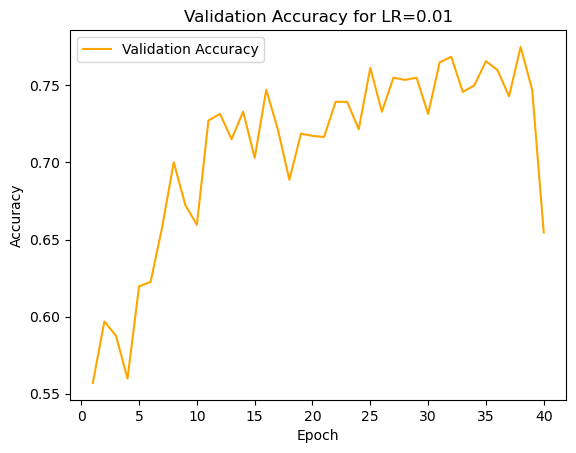 Validation Accuracy for LR=0.01
Validation Accuracy
Accuracy
0.75
0.70
0.65
0.60
0.55
0 5 10 15 20 25 30 35 40
Epoch